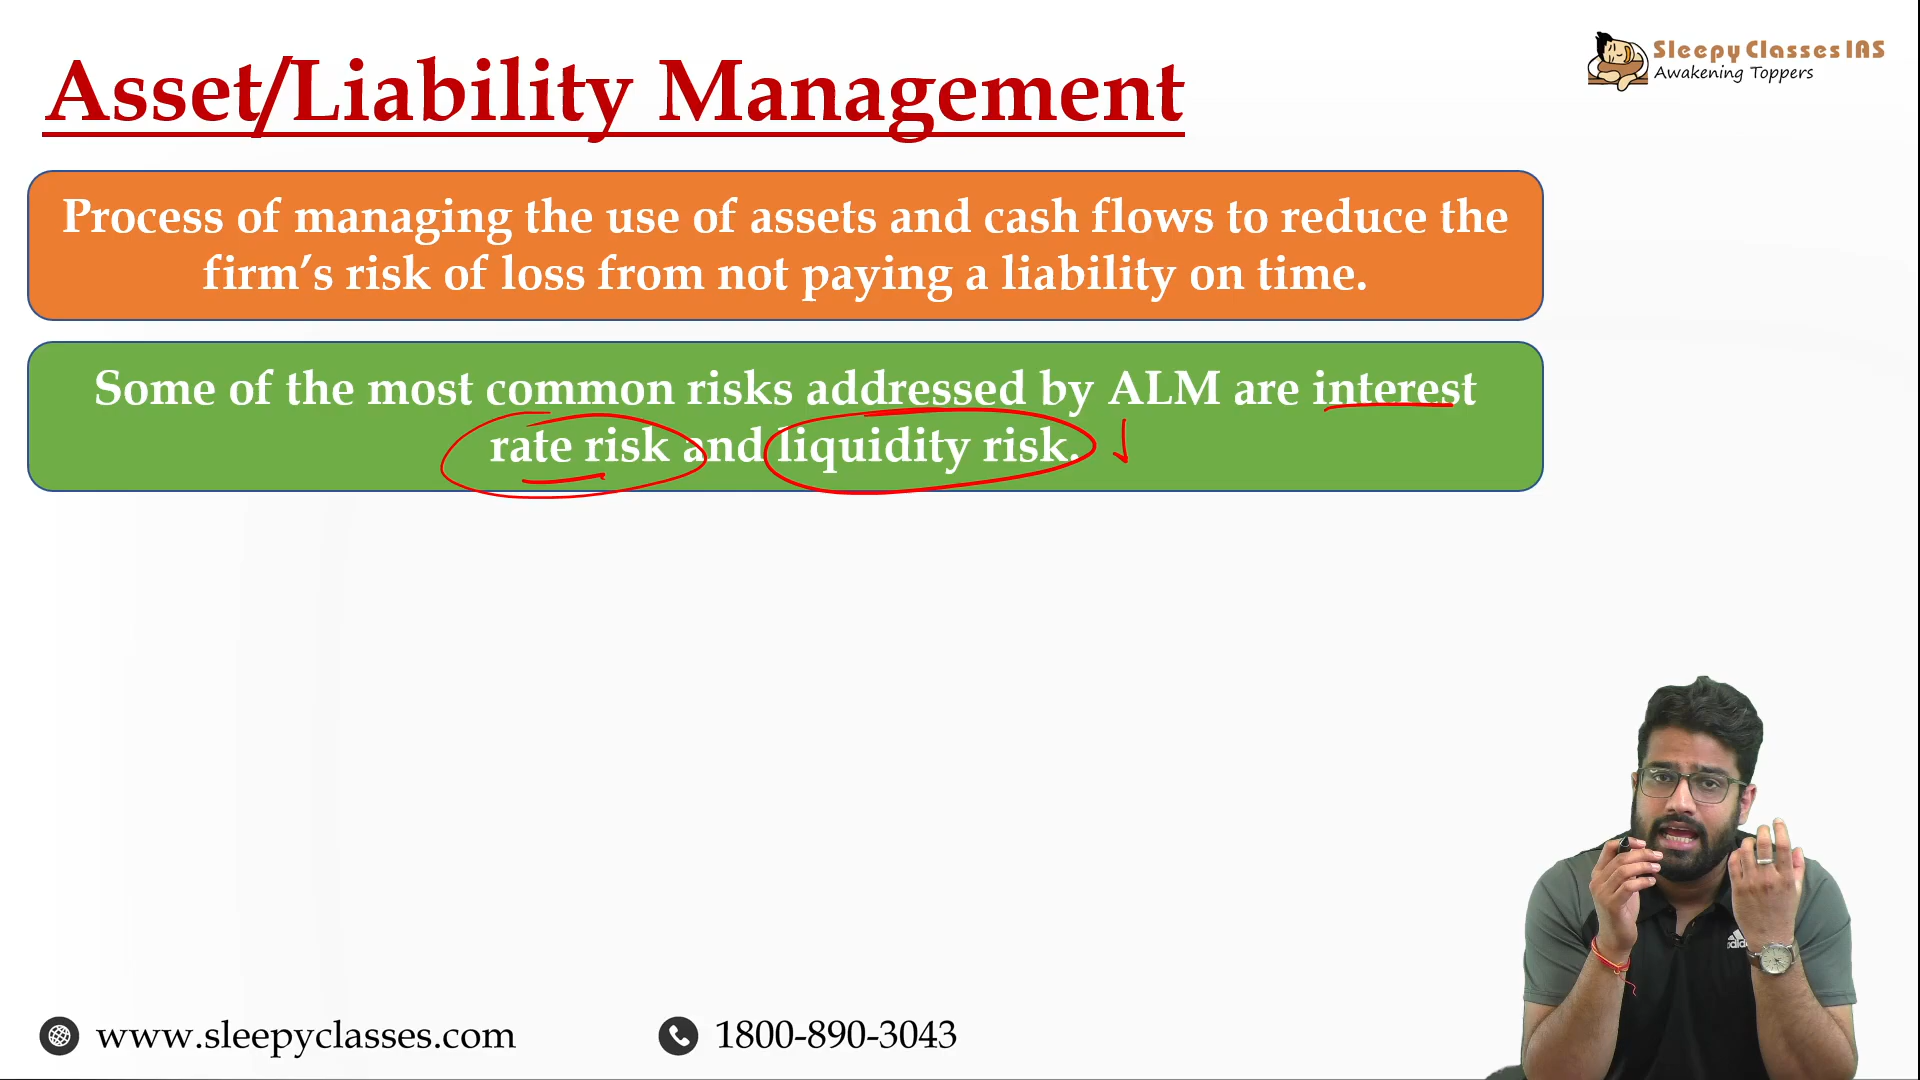 Asset/Liability Management
Sleepy Classes IAS
Awakening Toppers
Process of managing the use of assets and cash flows to reduce the
firm’s risk of loss from not paying a liability on time.
Some of the most common risks addressed by ALM are interest
rate risk and liquidity risk.
adidas
www.sleepyclasses.com
1800-890-3043